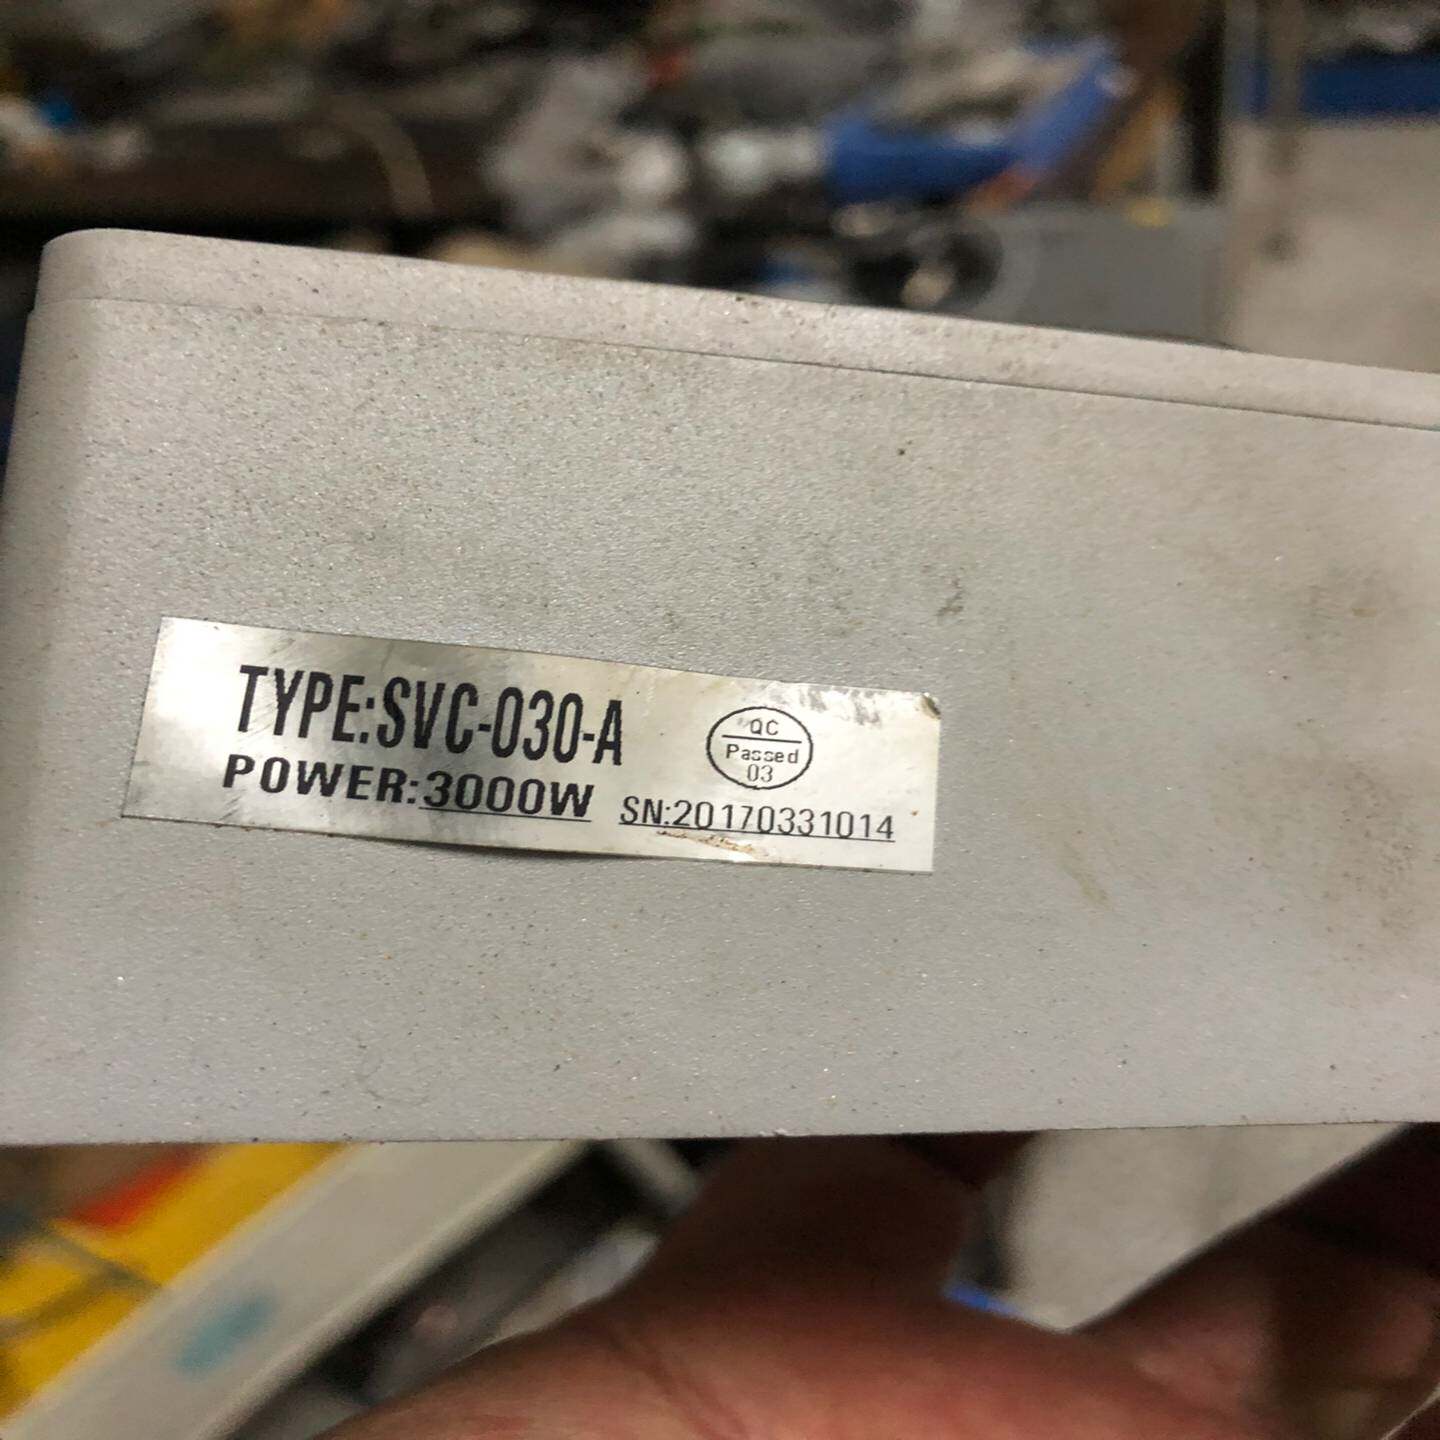 TYPE:SVC-030-A
POWER:3000W
QC
Passed
03
SN:20170331014